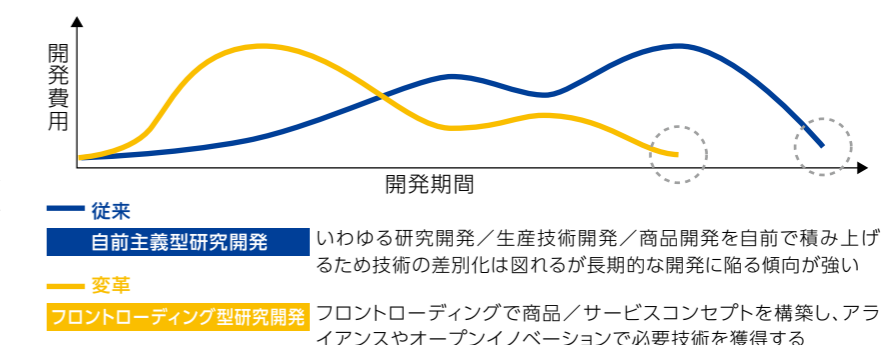 開発費用
開発期間
従来
自前主義型研究開発
いわゆる研究開発／生産技術開発／商品開発を自前で積み上げ
るため技術の差別化は図れるが長期的な開発に陥る傾向が強い
変革
フロントローディング型研究開発
フロントローディングで商品／サービスコンセプトを構築し、アラ
イアンスやオープンイノベーションで必要技術を獲得する